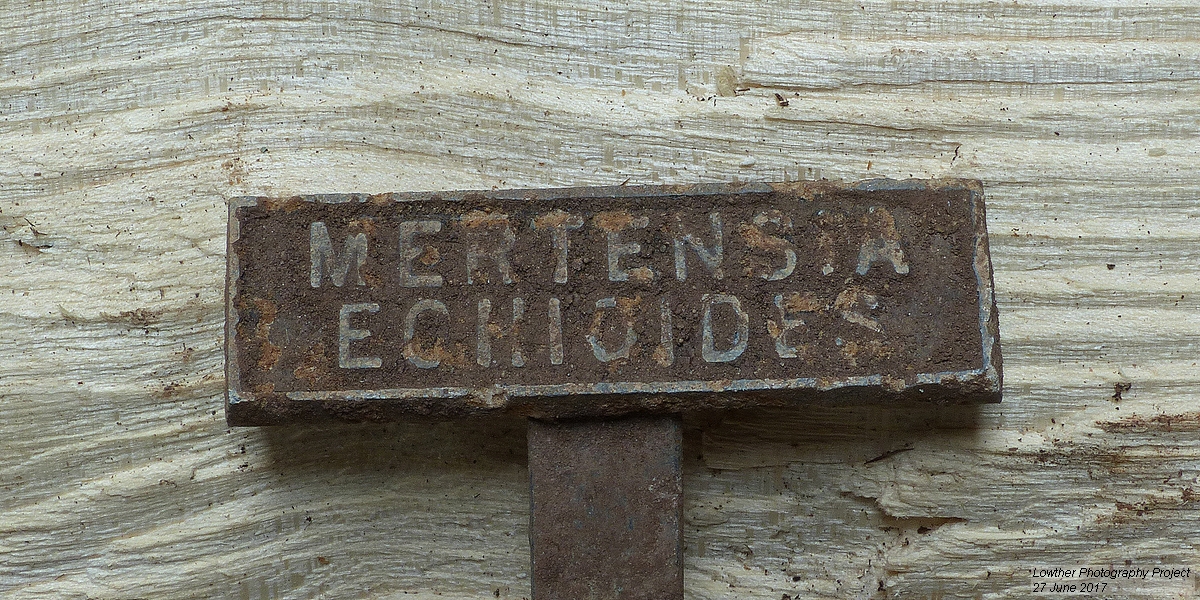 MERTENSIA
ECHIOIDES
Lowther Photography Project
27 June 2017